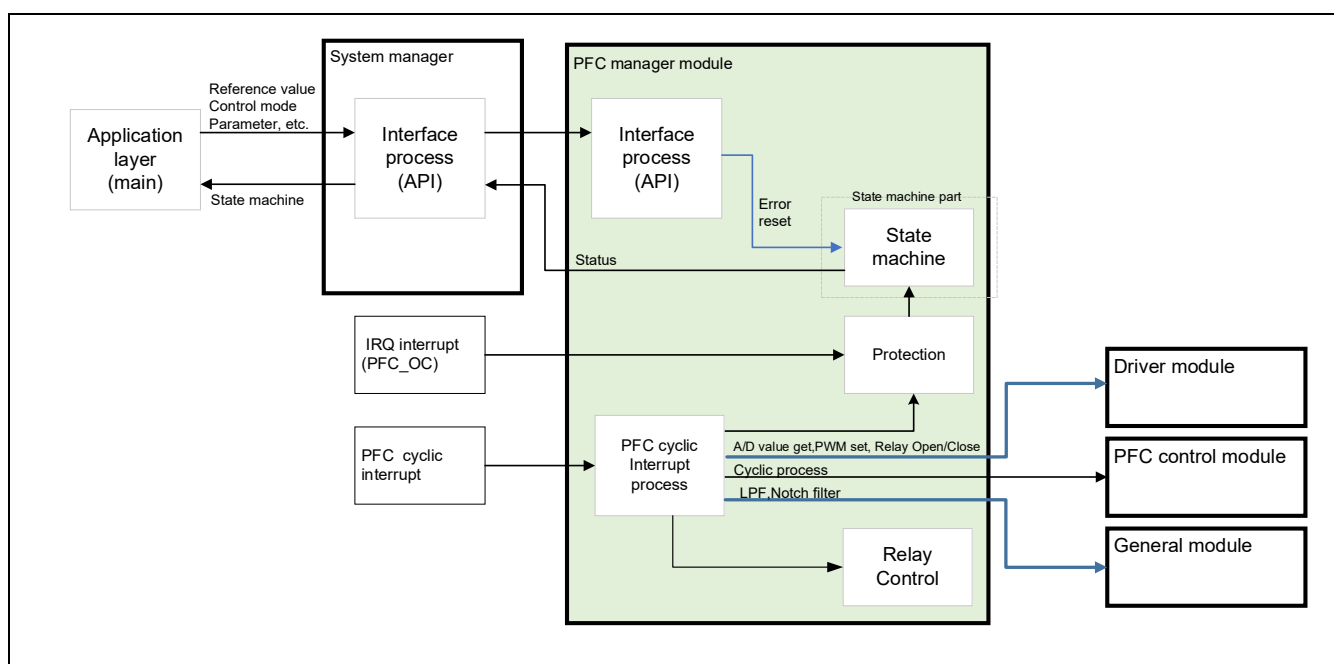 System manager
PFC manager module
Reference value
Control mode
Parameter, etc.
Application
layer
(main)
State machine
Interface
process
(API)
Interface
process
(API)
Error
reset
State machine part
State
machine
Status
IRQ interrupt
(PFC_OC)
Protection
PFC cyclic
interrupt
PFC cyclic
Interrupt
process
A/D value get,PWM set, Relay Open/Close
Cyclic process
LPF,Notch filter
Relay
Control
Driver module
PFC control module
General module